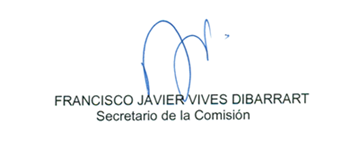 FRANCISCO JAVIER VIVES DIBARRART
Secretario de la Comisión